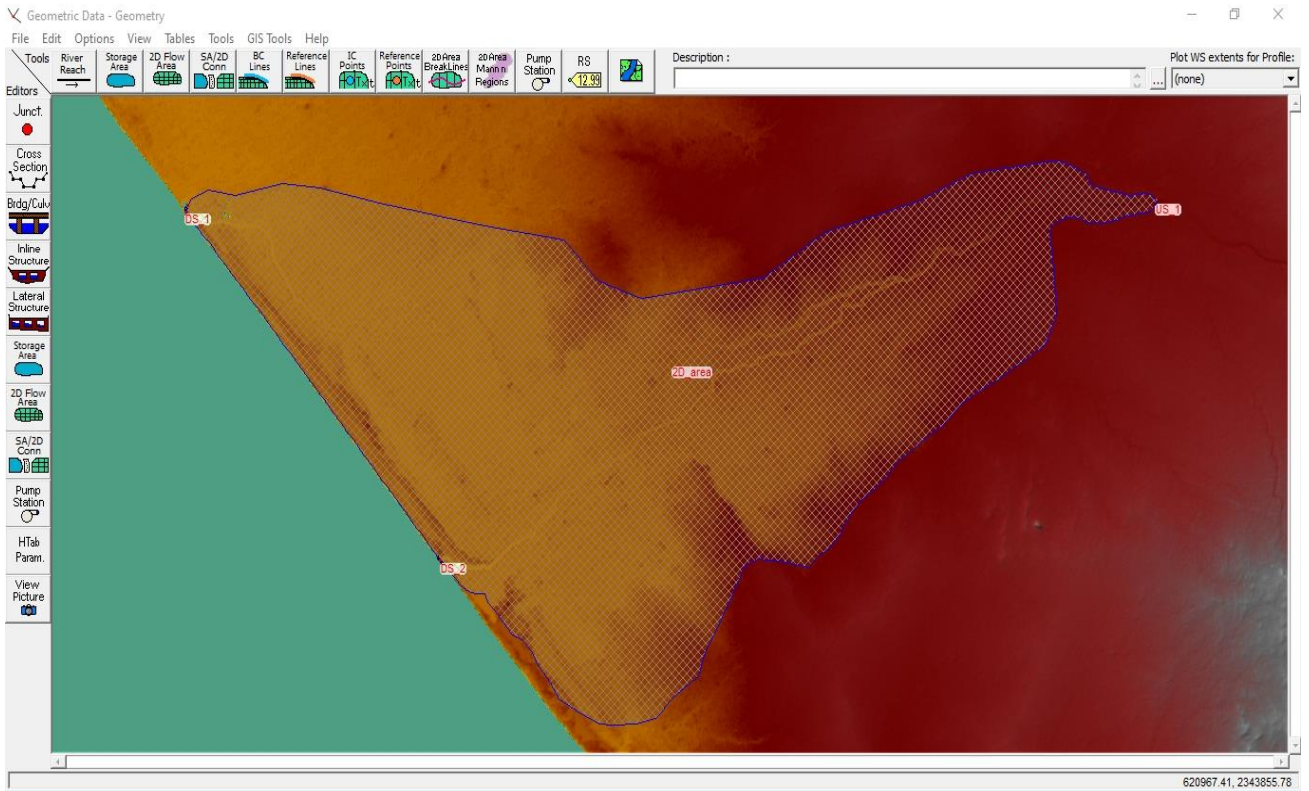 Geometric Data - Geometry
File Edit Options View Tables Tools GIS Tools Help
Tools
Editors
River
Reach
Storage
Area
2D Flow
Area
SA/2D
Conn
BC
Lines
Reference
Lines
IC
Points
Reference
Points
2D Area
BreakLines
2D Area
Mann n
Regions
Pump
Station
RS
12.99
Description :
...
Plot WS extents for Profile:
(none)
Junct.
Cross
Section
Brdg/Culv
Inline
Structure
Lateral
Structure
Storage
Area
2D Flow
Area
SA/2D
Conn
Pump
Station
HTab
Param.
View
Picture
DS_1
US_1
2D_area
DS_2
620967.41, 2343855.78